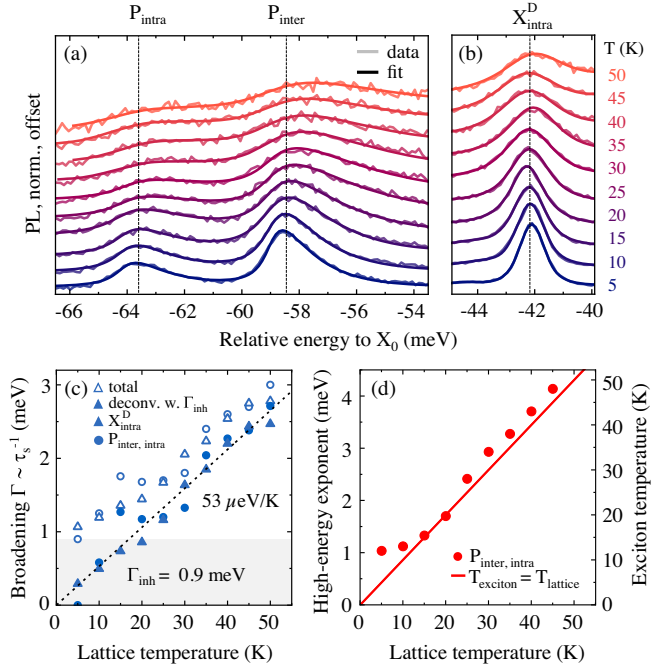 P_intra
P_inter
X^D_intra
(a)
data
fit
(b)
T (K)
50
45
40
35
30
25
20
15
10
5
PL, norm., offset
-66 -64 -62 -60 -58 -56 -54
-44 -42 -40
Relative energy to X_0 (meV)
(c)
total
deconv. w. Γ_inh
X^D_intra
P_inter, intra
53 μeV/K
Γ_inh = 0.9 meV
Broadening Γ ~ τ_s^-1 (meV)
3
2
1
0
0 10 20 30 40 50
Lattice temperature (K)
(d)
P_inter, intra
T_exciton = T_lattice
High-energy exponent (meV)
4
2
0
0 10 20 30 40 50
Lattice temperature (K)
Exciton temperature (K)
50
40
30
20
10
0